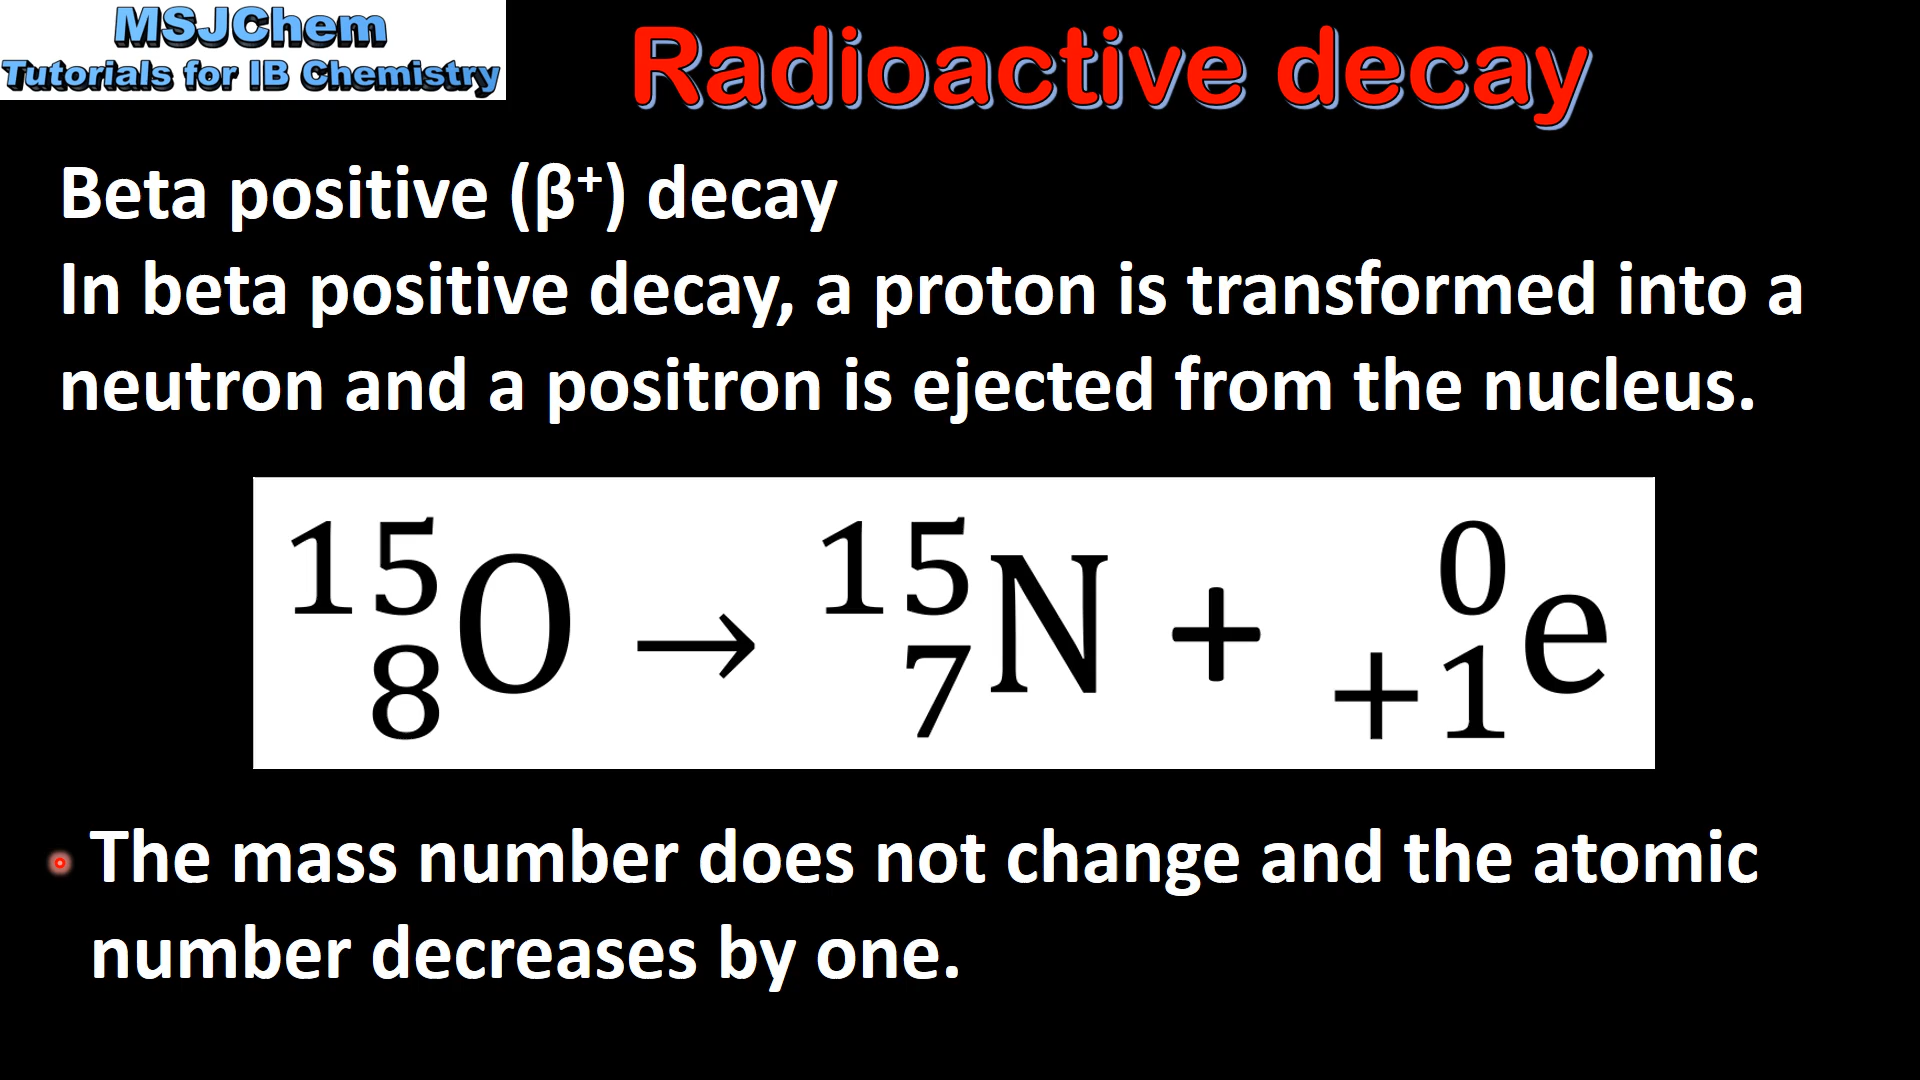 MSJChem
Tutorials for IB Chemistry
Radioactive decay
Beta positive (β⁺) decay
In beta positive decay, a proton is transformed into a
neutron and a positron is ejected from the nucleus.
¹⁵₈O → ¹⁵₇N + ⁰₊₁e
The mass number does not change and the atomic
number decreases by one.